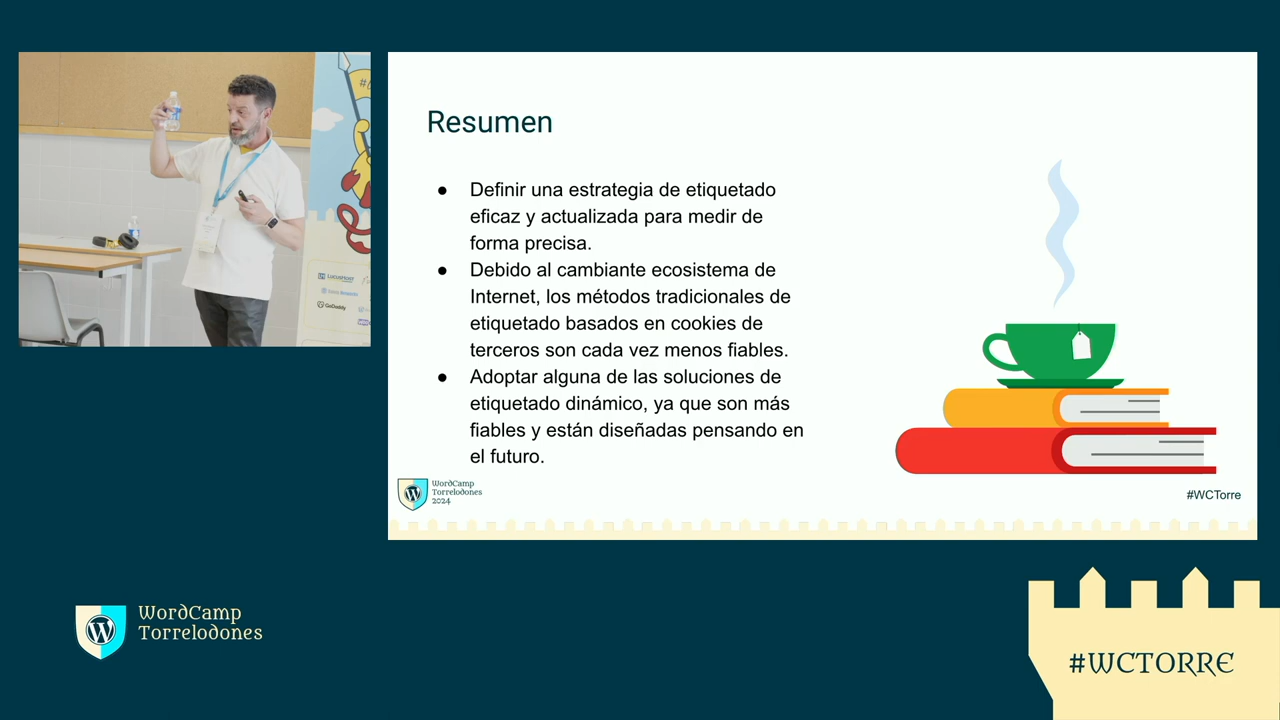 Resumen
● Definir una estrategia de etiquetado
eficaz y actualizada para medir de
forma precisa.
● Debido al cambiante ecosistema de
Internet, los métodos tradicionales de
etiquetado basados en cookies de
terceros son cada vez menos fiables.
● Adoptar alguna de las soluciones de
etiquetado dinámico, ya que son más
fiables y están diseñadas pensando en
el futuro.
WordCamp
Torrelodones
2024
#WCTorre
GoDaddy
WordCamp
Torrelodones
#WCTORRE